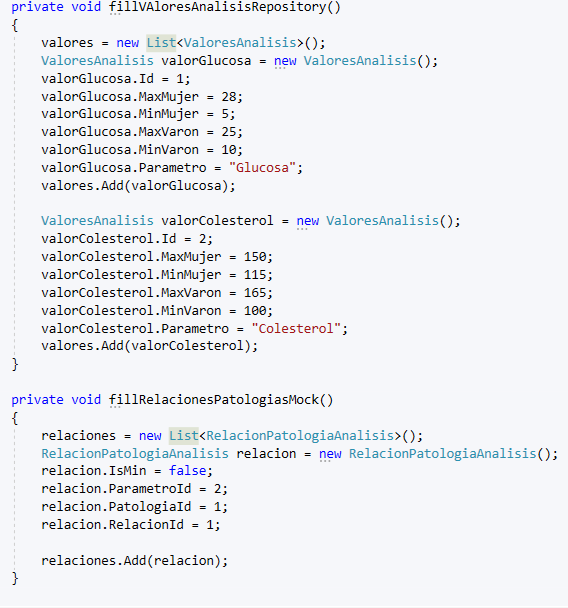 private void fillVAloresAnalisisRepository()
{
    valores = new List<ValoresAnalisis>();
    ValoresAnalisis valorGlucosa = new ValoresAnalisis();
    valorGlucosa.Id = 1;
    valorGlucosa.MaxMujer = 28;
    valorGlucosa.MinMujer = 5;
    valorGlucosa.MaxVaron = 25;
    valorGlucosa.MinVaron = 10;
    valorGlucosa.Parametro = "Glucosa";
    valores.Add(valorGlucosa);

    ValoresAnalisis valorColesterol = new ValoresAnalisis();
    valorColesterol.Id = 2;
    valorColesterol.MaxMujer = 150;
    valorColesterol.MinMujer = 115;
    valorColesterol.MaxVaron = 165;
    valorColesterol.MinVaron = 100;
    valorColesterol.Parametro = "Colesterol";
    valores.Add(valorColesterol);
}

private void fillRelacionesPatologiasMock()
{
    relaciones = new List<RelacionPatologiaAnalisis>();
    RelacionPatologiaAnalisis relacion = new RelacionPatologiaAnalisis();
    relacion.IsMin = false;
    relacion.ParametroId = 2;
    relacion.PatologiaId = 1;
    relacion.RelacionId = 1;

    relaciones.Add(relacion);
}